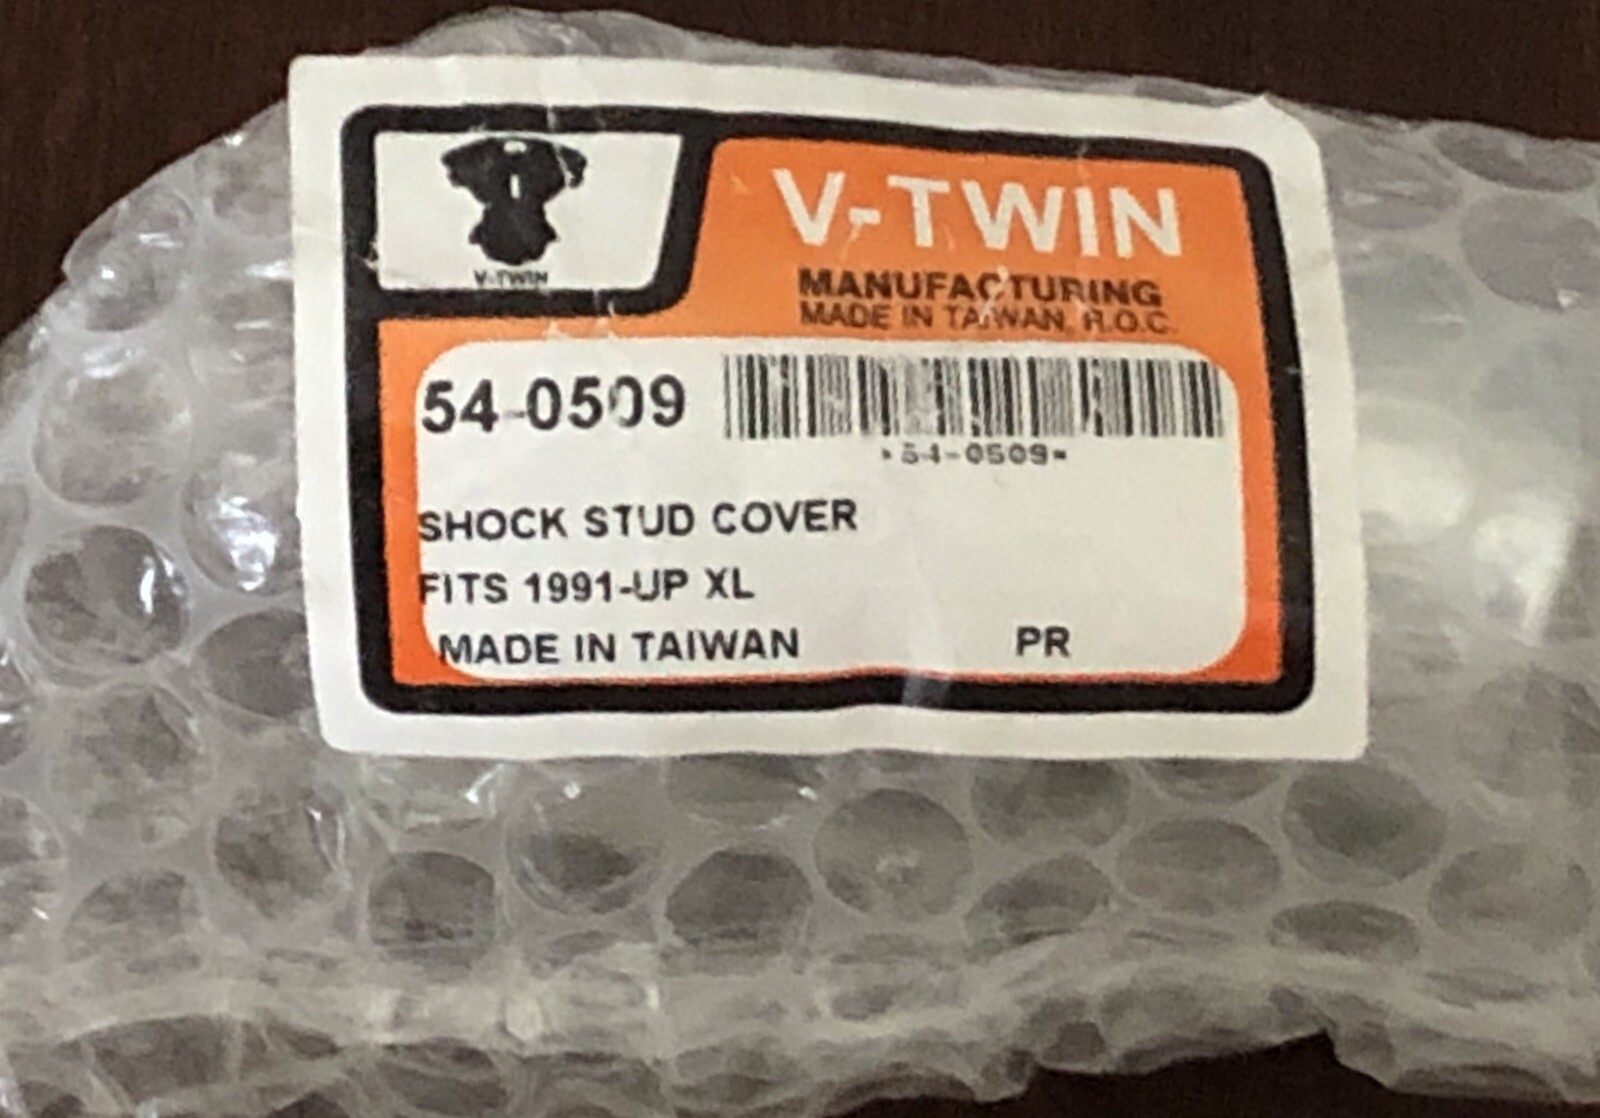 V-TWIN
V-TWIN
MANUFACTURING
MADE IN TAIWAN, R.O.C.
54-0509
*54-0509*
SHOCK STUD COVER
FITS 1991-UP XL
MADE IN TAIWAN PR